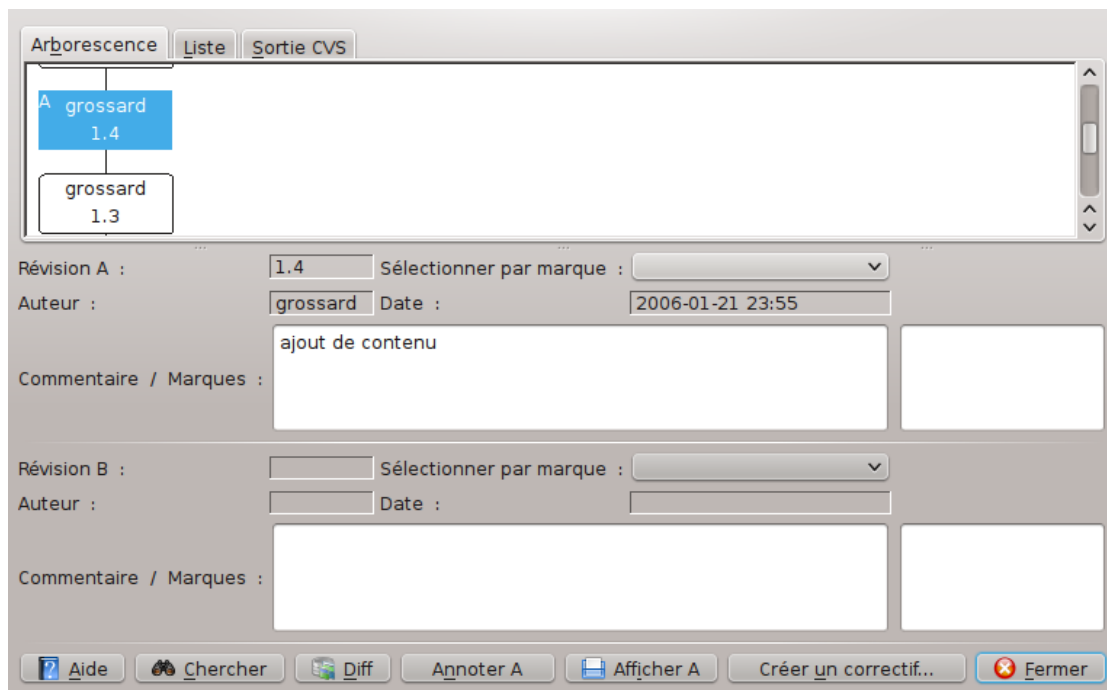 Arborescence Liste Sortie CVS
A grossard
1.4
grossard
1.3
Révision A : 1.4 Sélectionner par marque :
Auteur : grossard Date : 2006-01-21 23:55
ajout de contenu
Commentaire / Marques :
Révision B : Sélectionner par marque :
Auteur : Date :
Commentaire / Marques :
Aide Chercher Diff Annoter A Afficher A Créer un correctif... Fermer